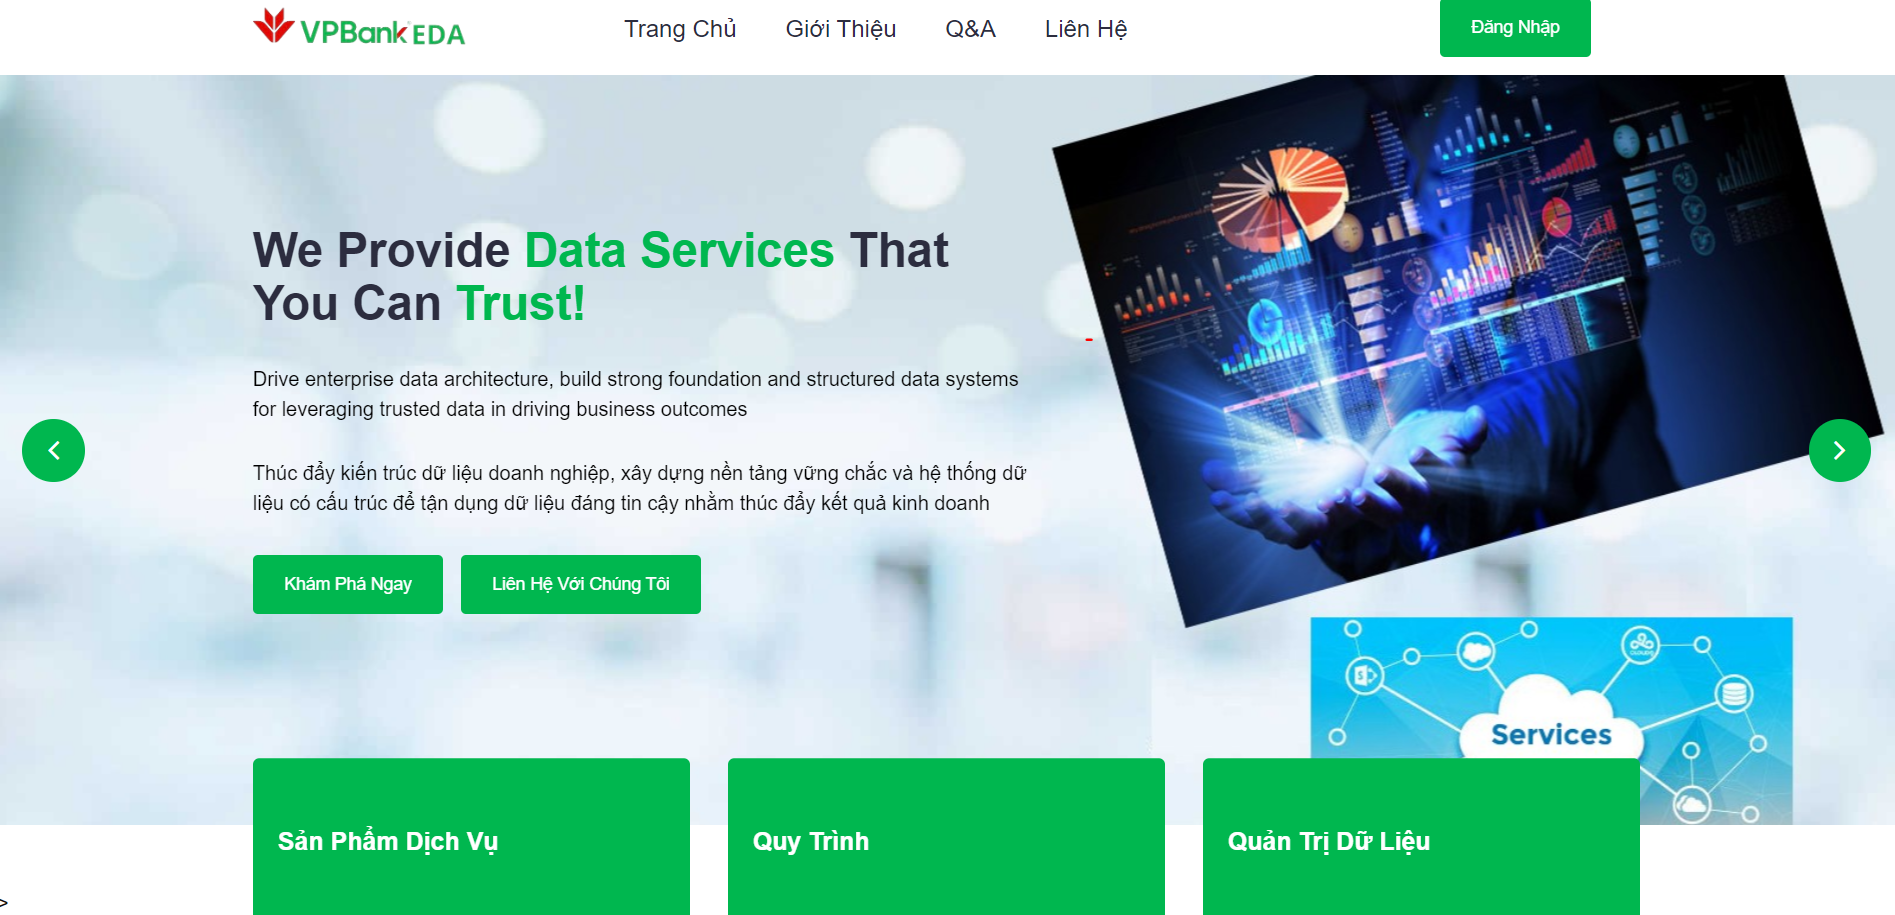 VPBank EDA
Trang Chủ
Giới Thiệu
Q&A
Liên Hệ
Đăng Nhập
We Provide Data Services That
You Can Trust!
Drive enterprise data architecture, build strong foundation and structured data systems
for leveraging trusted data in driving business outcomes
Thúc đẩy kiến trúc dữ liệu doanh nghiệp, xây dựng nền tảng vững chắc và hệ thống dữ
liệu có cấu trúc để tận dụng dữ liệu đáng tin cậy nhằm thúc đẩy kết quả kinh doanh
Khám Phá Ngay
Liên Hệ Với Chúng Tôi
Services
Sản Phẩm Dịch Vụ
Quy Trình
Quản Trị Dữ Liệu
>